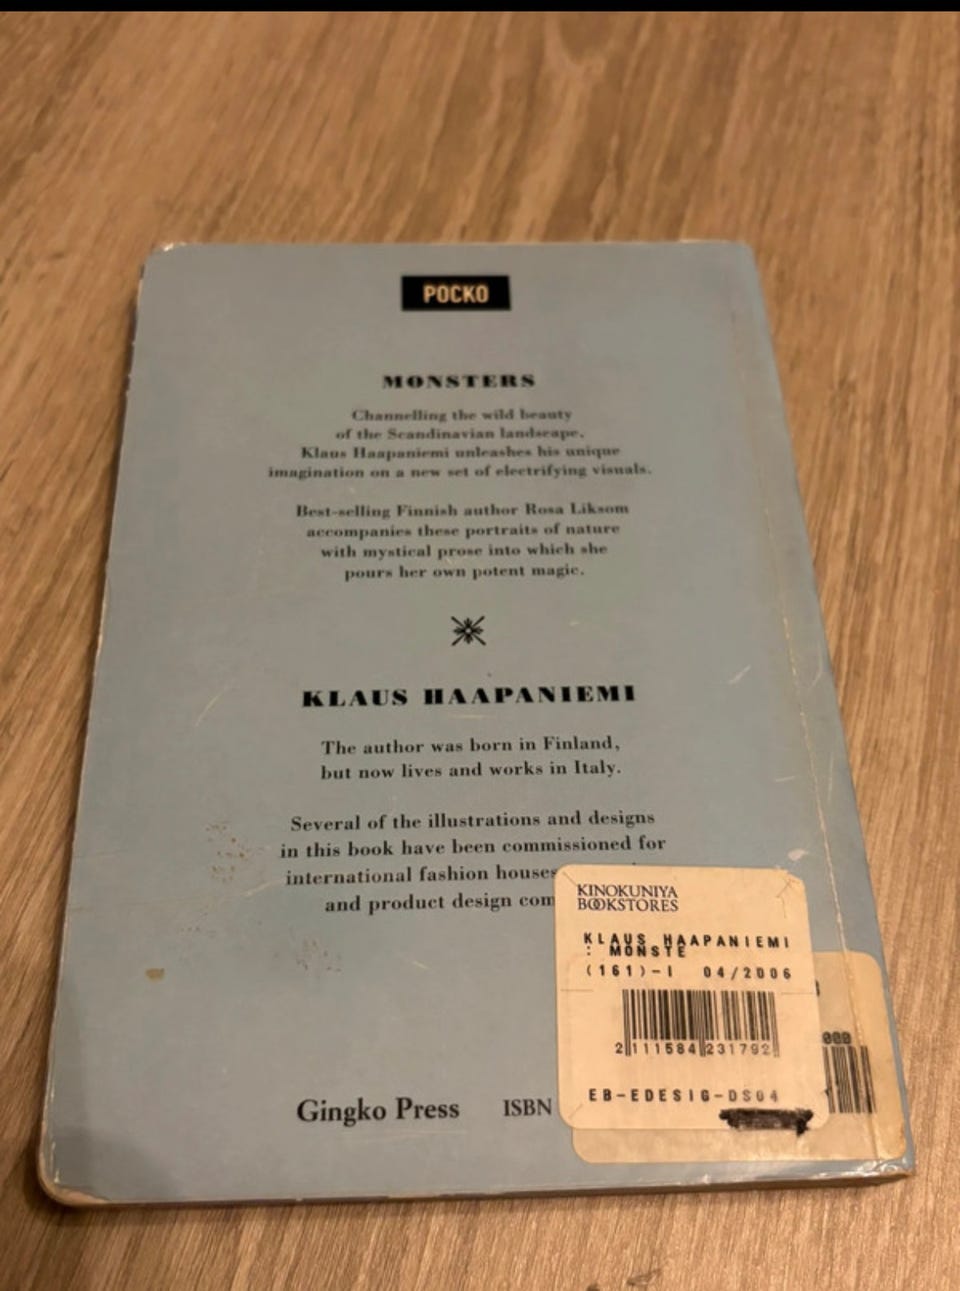 POCKO
MONSTERS
Channelling the wild beauty
of the Scandinavian landscape,
Klaus Haapaniemi unleashes his unique
imagination on a new set of electrifying visuals.
Best-selling Finnish author Rosa Liksom
accompanies these portraits of nature
with mystical prose into which she
pours her own potent magic.
KLAUS HAAPANIEMI
The author was born in Finland,
but now lives and works in Italy.
Several of the illustrations and designs
in this book have been commissioned for
international fashion houses
and product design com
KINOKUNIYA
BOOKSTORES
KLAUS HAAPANIEMI
: MONSTE
(161)-I 04/2006
2 111584 231792
EB-EDESIG-DS04
Gingko Press ISBN